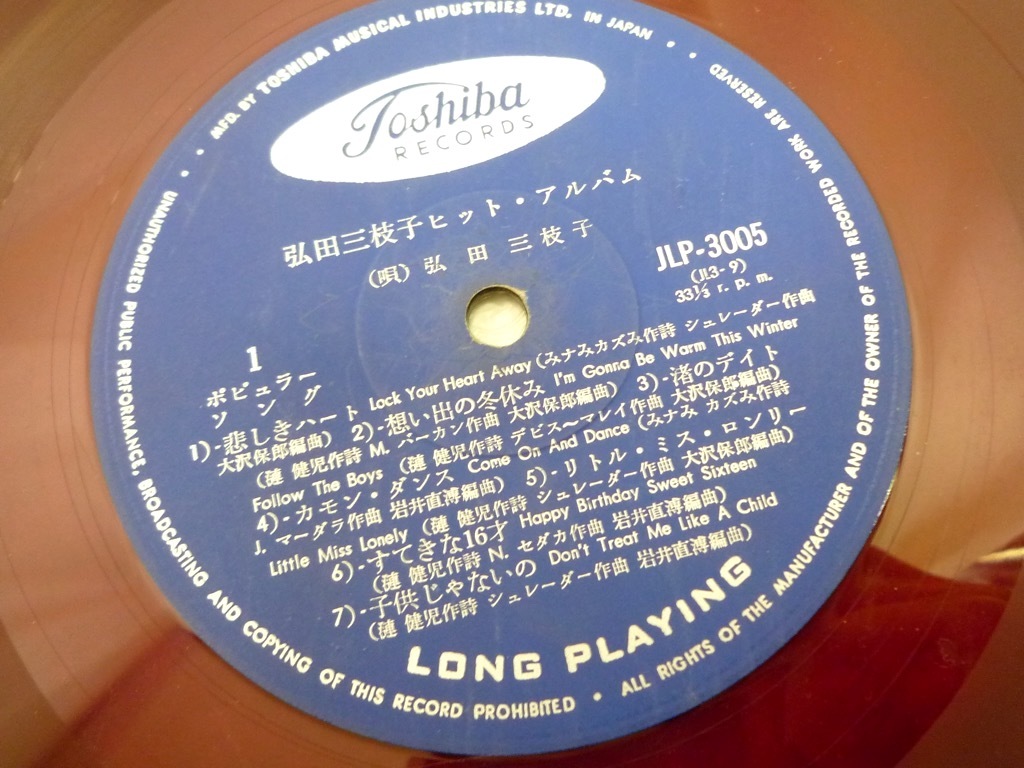 MFD. BY TOSHIBA MUSICAL INDUSTRIES LTD. IN JAPAN
Toshiba
RECORDS
弘田三枝子ヒット・アルバム
(唄) 弘田三枝子
JLP-3005
(JL3-9)
33⅓ r. p. m.
1
ポピュラー
ソング
1)-悲しきハート Lock Your Heart Away (みナみカズみ作詩 シュレーダー作曲
大沢保郎編曲) 2)-想い出の冬休み I'm Gonna Be Warm This Winter
(漣 健児作詩 M. バーカン作曲 大沢保郎編曲) 3)-渚のデイト
Follow The Boys (漣 健児作詩 デビス〜マレイ作曲 大沢保郎編曲)
4)-カモン・ダンス Come On And Dance (みナみ カズみ作詩
J. マーダラ作曲 岩井直溥編曲) 5)-リトル・ミス・ロンリー
Little Miss Lonely (漣 健児作詩 シュレーダー作曲 大沢保郎編曲)
6)-すてきな16才 Happy Birthday Sweet Sixteen
(漣 健児作詩 N. セダカ作曲 岩井直溥編曲)
7)-子供じゃないの Don't Treat Me Like A Child
(漣 健児作詩 シュレーダー作曲 岩井直溥編曲)
LONG PLAYING
UNAUTHORIZED PUBLIC PERFORMANCE, BROADCASTING AND COPYING OF THIS RECORD PROHIBITED • ALL RIGHTS OF THE MANUFACTURER AND OF THE OWNER OF THE RECORDED WORK ARE RESERVED